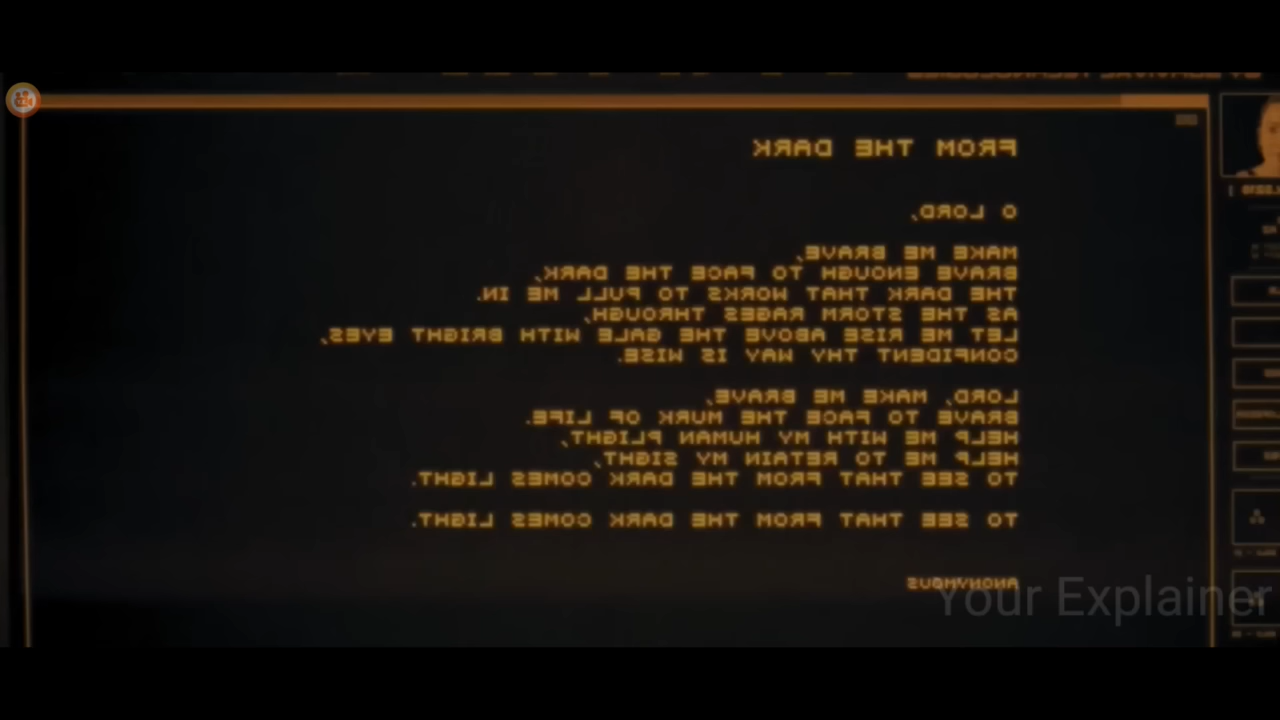 FROM THE DARK
O LORD,
MAKE ME BRAVE,
BRAVE ENOUGH TO FACE THE DARK,
THE DARK THAT WORKS TO PULL ME IN.
AS THE STORM RAGES THROUGH,
LET ME RISE ABOVE THE GALE WITH BRIGHT EYES,
CONFIDENT THY WAY IS WISE.
LORD, MAKE ME BRAVE,
BRAVE TO FACE THE MURK OF LIFE.
HELP ME WITH MY HUMAN PLIGHT,
HELP ME TO RETAIN MY SIGHT,
TO SEE THAT FROM THE DARK COMES LIGHT.
TO SEE THAT FROM THE DARK COMES LIGHT.
ANONYMOUS
Your Explainer